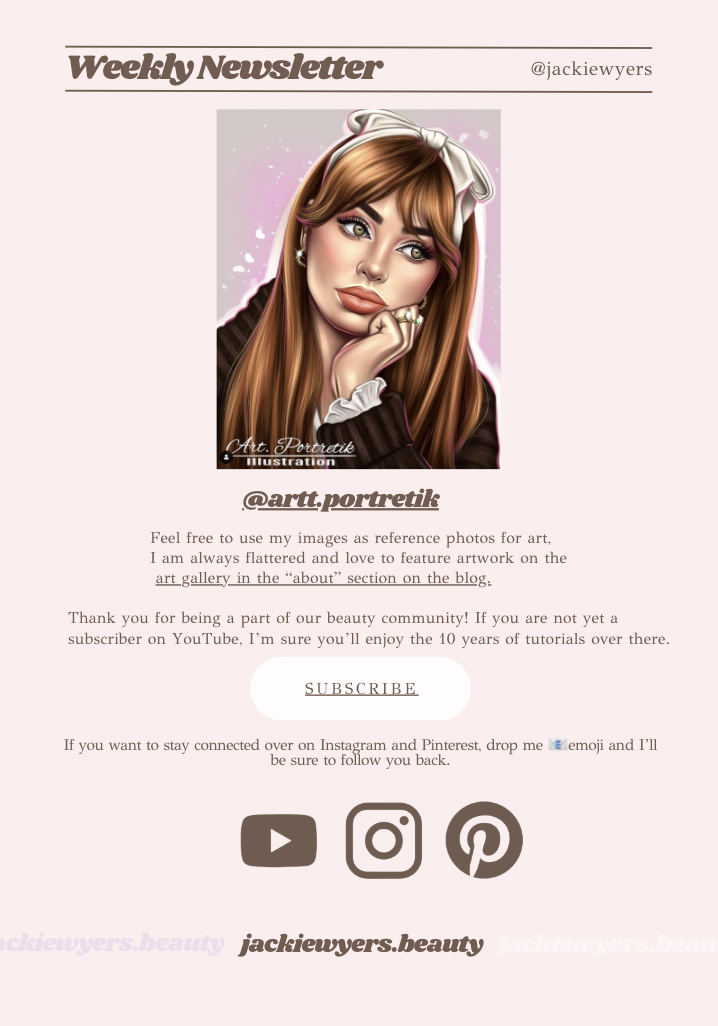 Weekly Newsletter
@jackiewyers
Art. Portretik
Illustration
@artt.portretik
Feel free to use my images as reference photos for art,
I am always flattered and love to feature artwork on the
art gallery in the “about” section on the blog.
Thank you for being a part of our beauty community! If you are not yet a
subscriber on YouTube, I’m sure you’ll enjoy the 10 years of tutorials over there.
SUBSCRIBE
If you want to stay connected over on Instagram and Pinterest, drop me 📧emoji and I’ll
be sure to follow you back.
ackiewyers.beauty jackiewyers.beauty jackiewyers.beau